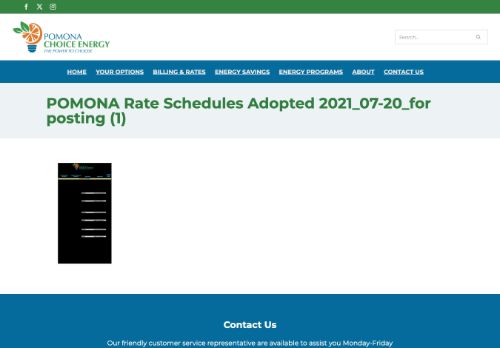 POMONA
CHOICE ENERGY
THE POWER TO CHOOSE
Search...
HOME YOUR OPTIONS BILLING & RATES ENERGY SAVINGS ENERGY PROGRAMS ABOUT CONTACT US
POMONA Rate Schedules Adopted 2021_07-20_for
posting (1)
Contact Us
Our friendly customer service representative are available to assist you Monday-Friday